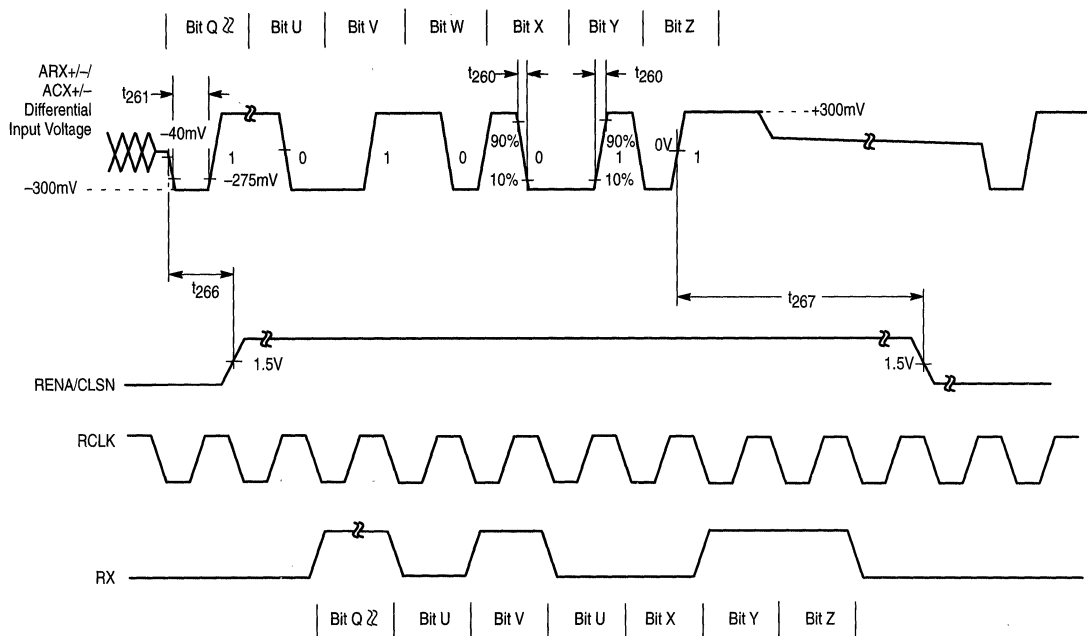 Bit Q Bit U Bit V Bit W Bit X Bit Y Bit Z
ARX+/–/
ACX+/–
Differential
Input Voltage
t261
t260
t260
+300mV
–40mV
90%
90%
0V
1 0 1 0 0 1 1
–275mV
10%
10%
–300mV
t266
t267
1.5V
1.5V
RENA/CLSN
RCLK
RX
Bit Q Bit U Bit V Bit U Bit X Bit Y Bit Z